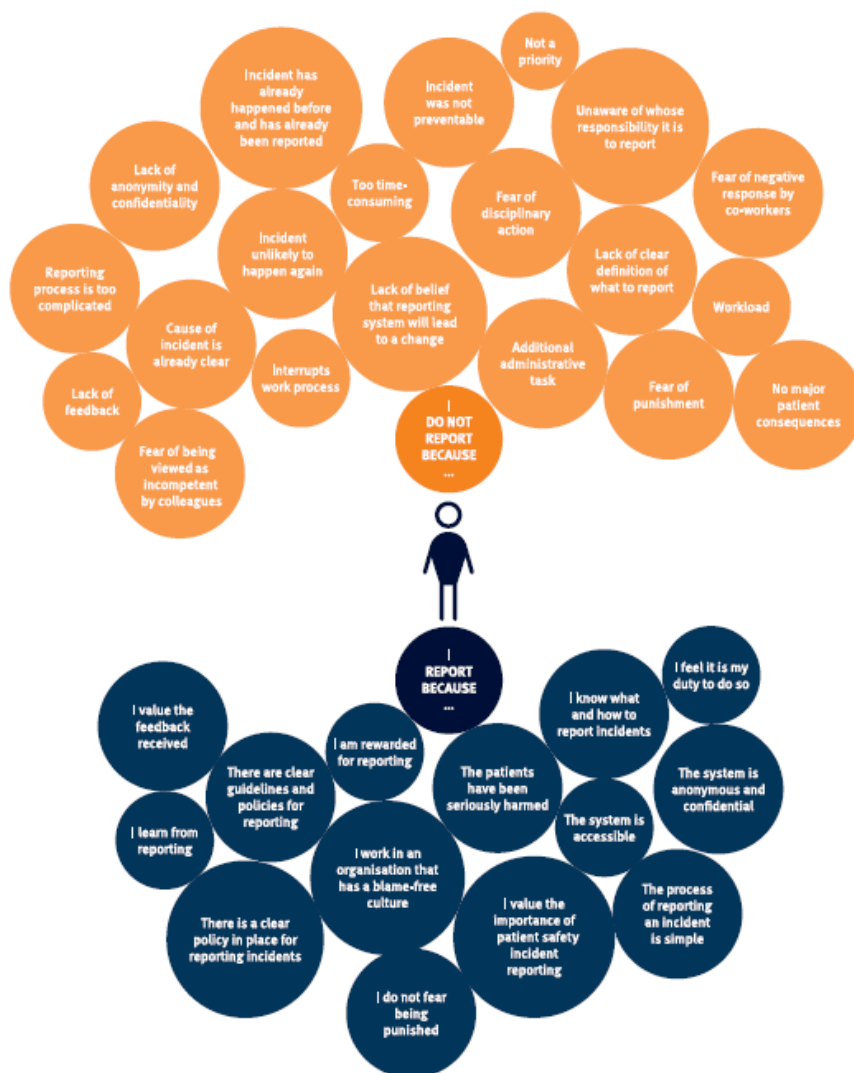 Not a
priority
Incident has
already
happened before
and has already
been reported
Incident
was not
preventable
Unaware of whose
responsibility it is
to report
Lack of
anonymity and
confidentiality
Too time-
consuming
Fear of
disciplinary
action
Fear of negative
response by
co-workers
Incident
unlikely to
happen again
Reporting
process is too
complicated
Lack of belief
that reporting
system will lead
to a change
Lack of clear
definition of
what to report
Workload
Cause of
incident is
already clear
Interrupts
work process
Additional
administrative
task
Fear of
punishment
No major
patient
consequences
Lack of
feedback
Fear of being
viewed as
incompetent
by colleagues
I
DO NOT
REPORT
BECAUSE
...
I
REPORT
BECAUSE
...
I feel it is my
duty to do so
I value the
feedback
received
I know what
and how to
report incidents
I am rewarded
for reporting
There are clear
guidelines and
policies for
reporting
The patients
have been
seriously harmed
The system is
anonymous and
confidential
I learn from
reporting
The system is
accessible
I work in an
organisation that
has a blame-free
culture
There is a clear
policy in place for
reporting incidents
I value the
importance of
patient safety
incident
reporting
The process
of reporting
an incident
is simple
I do not fear
being
punished